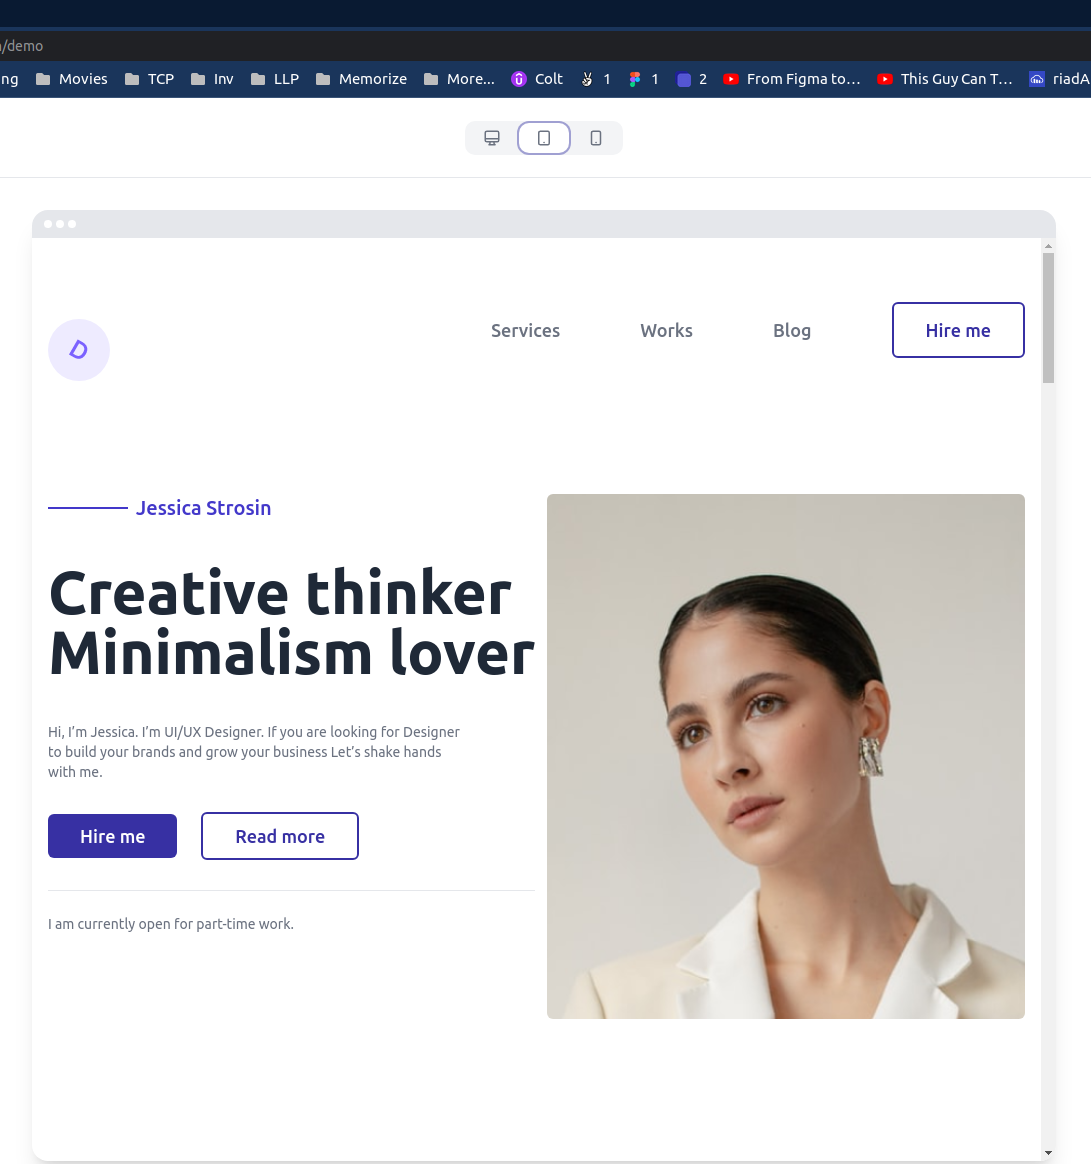 /demo
ng Movies TCP Inv LLP Memorize More... Colt 1 1 2 From Figma to... This Guy Can T... riadA
Services Works Blog Hire me
D
Jessica Strosin
Creative thinker
Minimalism lover
Hi, I’m Jessica. I’m UI/UX Designer. If you are looking for Designer
to build your brands and grow your business Let’s shake hands
with me.
Hire me Read more
I am currently open for part-time work.